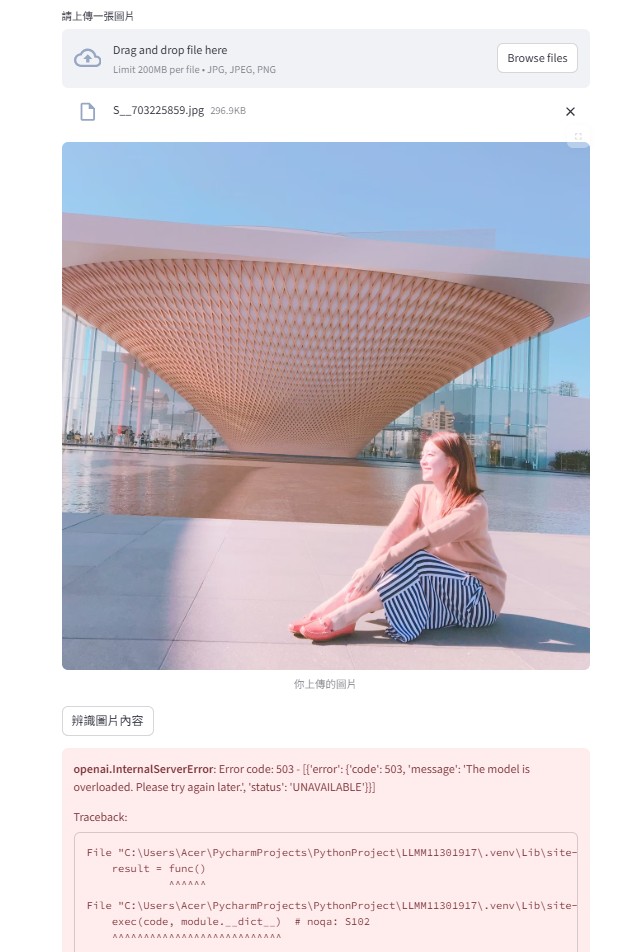 請上傳一張圖片
Drag and drop file here
Limit 200MB per file • JPG, JPEG, PNG
Browse files
S__703225859.jpg 296.9KB
你上傳的圖片
辨識圖片內容
openai.InternalServerError: Error code: 503 - [{'error': {'code': 503, 'message': 'The model is
overloaded. Please try again later.', 'status': 'UNAVAILABLE'}}]
Traceback:
File "C:\Users\Acer\PycharmProjects\PythonProject\LLMM11301917\.venv\Lib\site-
result = func()
^^^^^^
File "C:\Users\Acer\PycharmProjects\PythonProject\LLMM11301917\.venv\Lib\site-
exec(code, module.__dict__)  # noqa: S102
^^^^^^^^^^^^^^^^^^^^^^^^^^^